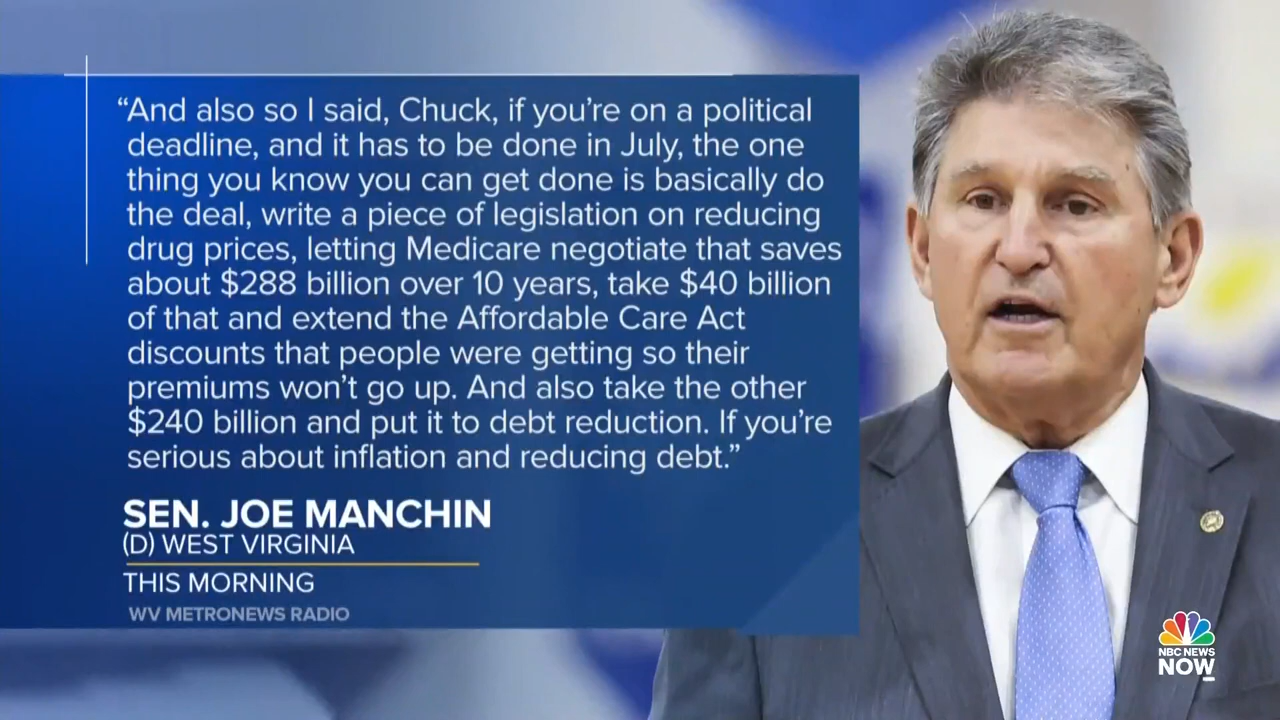 “And also so I said, Chuck, if you’re on a political
deadline, and it has to be done in July, the one
thing you know you can get done is basically do
the deal, write a piece of legislation on reducing
drug prices, letting Medicare negotiate that saves
about $288 billion over 10 years, take $40 billion
of that and extend the Affordable Care Act
discounts that people were getting so their
premiums won’t go up. And also take the other
$240 billion and put it to debt reduction. If you’re
serious about inflation and reducing debt.”
SEN. JOE MANCHIN
(D) WEST VIRGINIA
THIS MORNING
WV METRONEWS RADIO
NBC NEWS
NOW